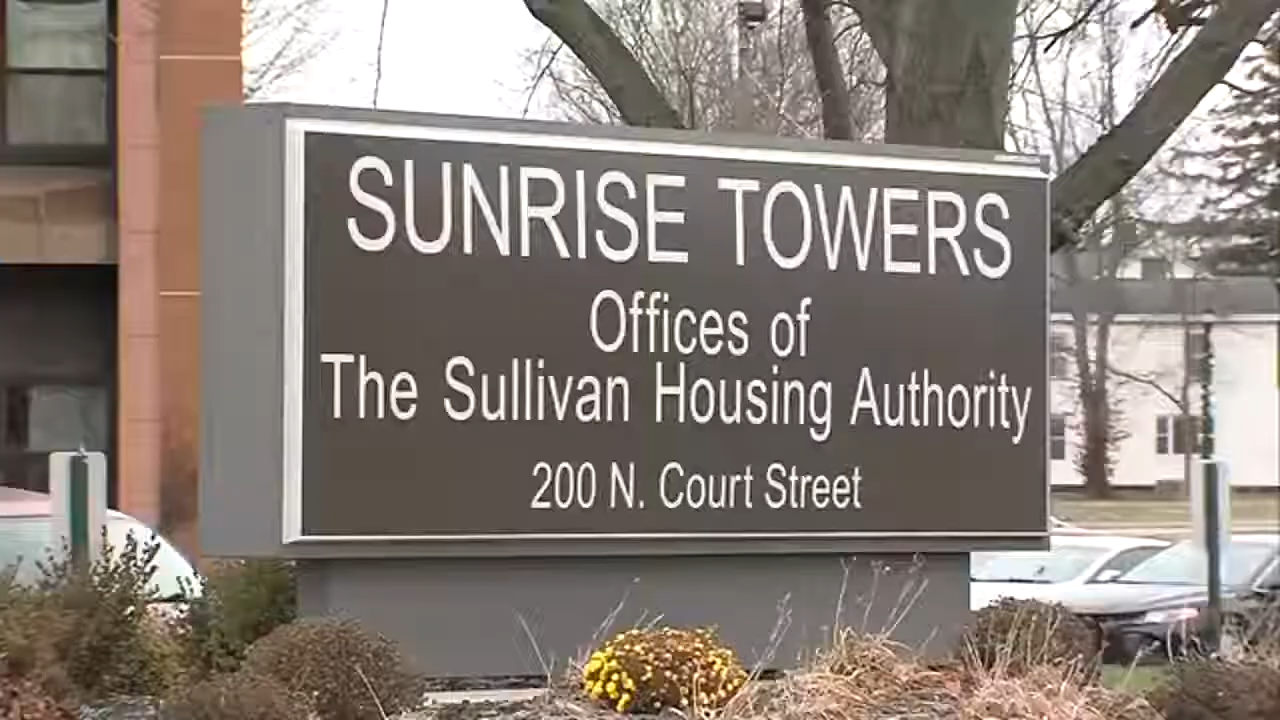 SUNRISE TOWERS
Offices of
The Sullivan Housing Authority
200 N. Court Street